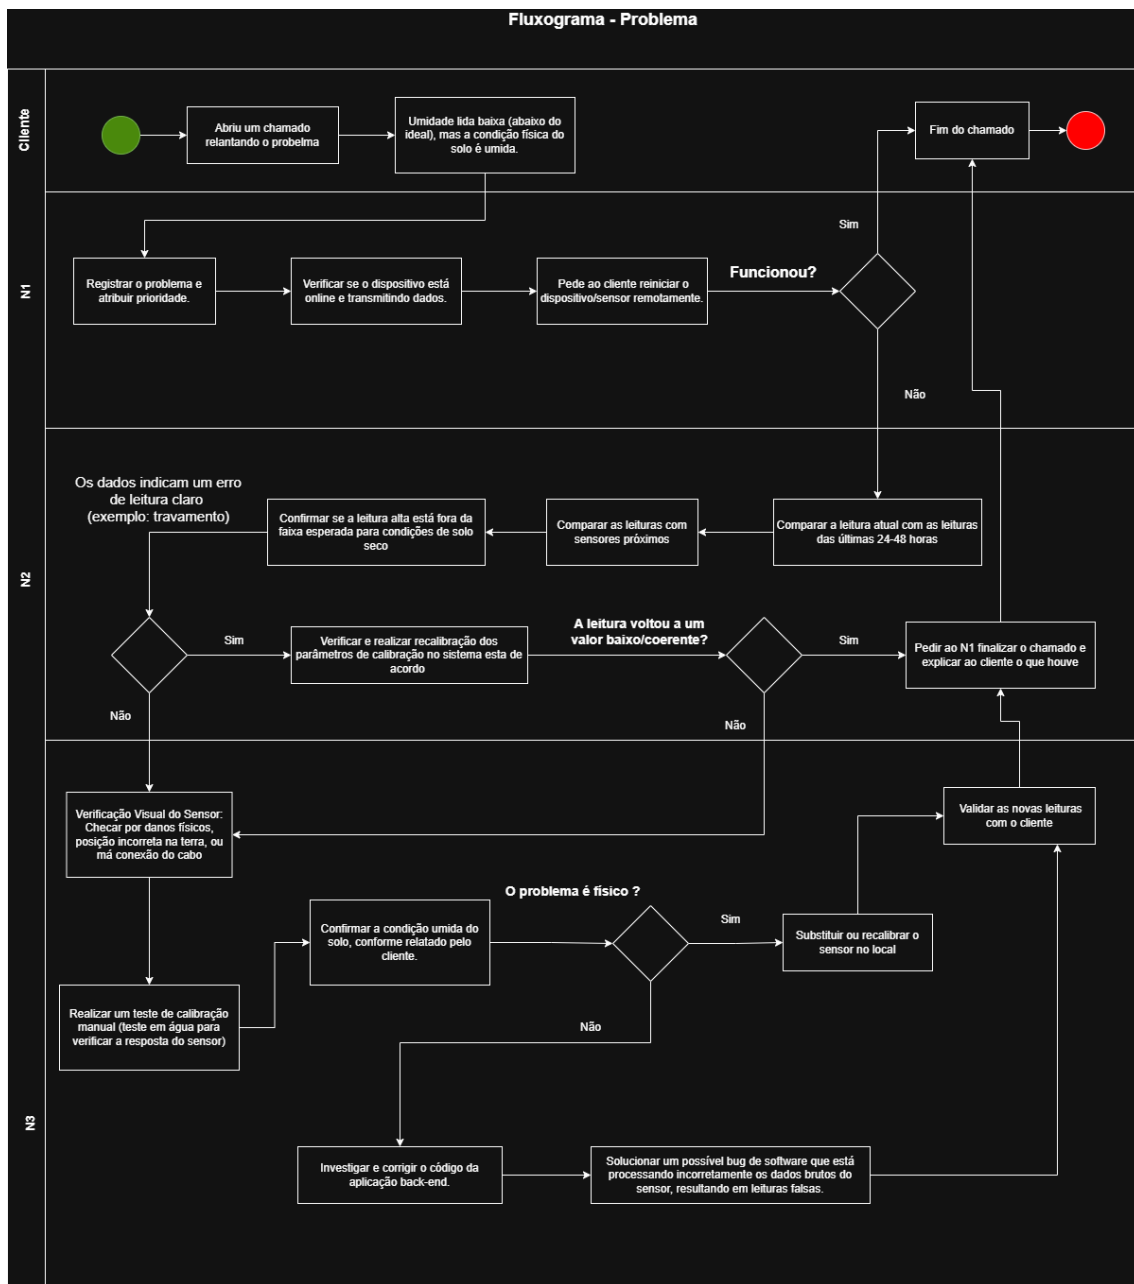 Fluxograma - Problema
Cliente
Abriu um chamado
relantando o probelma
Umidade lida baixa (abaixo do
ideal), mas a condição física do
solo é umida.
Fim do chamado
N1
Sim
Registrar o problema e
atribuir prioridade.
Verificar se o dispositivo está
online e transmitindo dados.
Pede ao cliente reiniciar o
dispositivo/sensor remotamente.
Funcionou?
Não
N2
Os dados indicam um erro
de leitura claro
(exemplo: travamento)
Confirmar se a leitura alta está fora da
faixa esperada para condições de solo
seco
Comparar as leituras com
sensores próximos
Comparar a leitura atual com as leituras
das últimas 24-48 horas
Sim
Verificar e realizar recalibração dos
parâmetros de calibração no sistema esta de
acordo
A leitura voltou a um
valor baixo/coerente?
Sim
Pedir ao N1 finalizar o chamado e
explicar ao cliente o que houve
Não
Não
N3
Verificação Visual do Sensor:
Checar por danos físicos,
posição incorreta na terra, ou
má conexão do cabo
Validar as novas leituras
com o cliente
O problema é físico ?
Confirmar a condição umida do
solo, conforme relatado pelo
cliente.
Sim
Substituir ou recalibrar o
sensor no local
Realizar um teste de calibração
manual (teste em água para
verificar a resposta do sensor)
Não
Investigar e corrigir o código da
aplicação back-end.
Solucionar um possível bug de software que está
processando incorretamente os dados brutos do
sensor, resultando em leituras falsas.